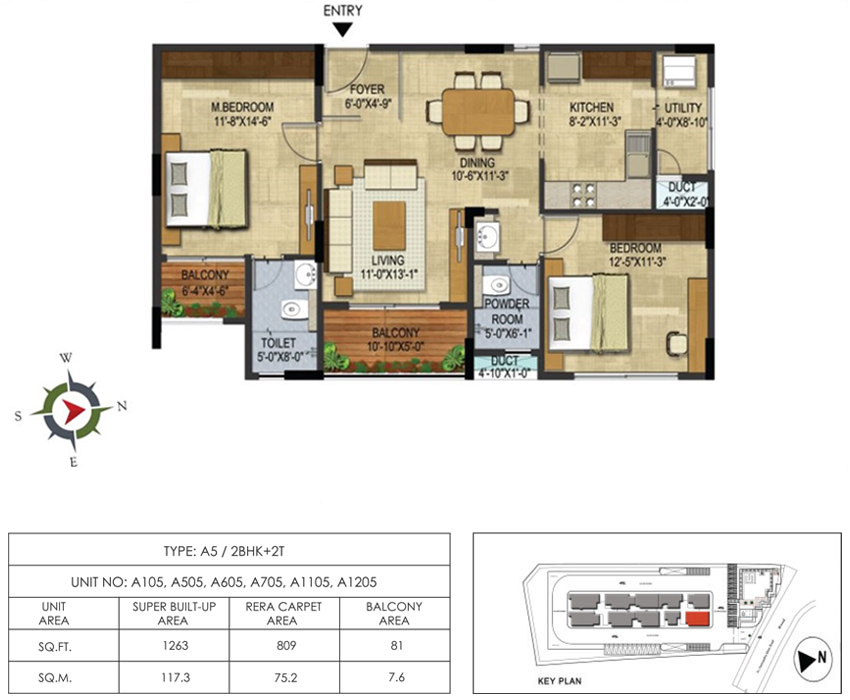 ENTRY
FOYER
6'-0"X4'-9"
M.BEDROOM
11'-8"X14'-6"
KITCHEN
8'-2"X11'-3"
UTILITY
4'-0"X8'-10"
DINING
10'-6"X11'-3"
DUCT
4'-0"X2'-0"
BEDROOM
12'-5"X11'-3"
LIVING
11'-0"X13'-1"
BALCONY
6'-4"X4'-6"
POWDER
ROOM
5'-0"X6'-1"
BALCONY
10'-10"X5'-0"
TOILET
5'-0"X8'-0"
DUCT
4'-10"X1'-0"
W
N
S
E
TYPE: A5 / 2BHK+2T
UNIT NO: A105, A505, A605, A705, A1105, A1205
UNIT AREA SUPER BUILT-UP AREA RERA CARPET AREA BALCONY AREA
SQ.FT. 1263 809 81
SQ.M. 117.3 75.2 7.6
N
KEY PLAN